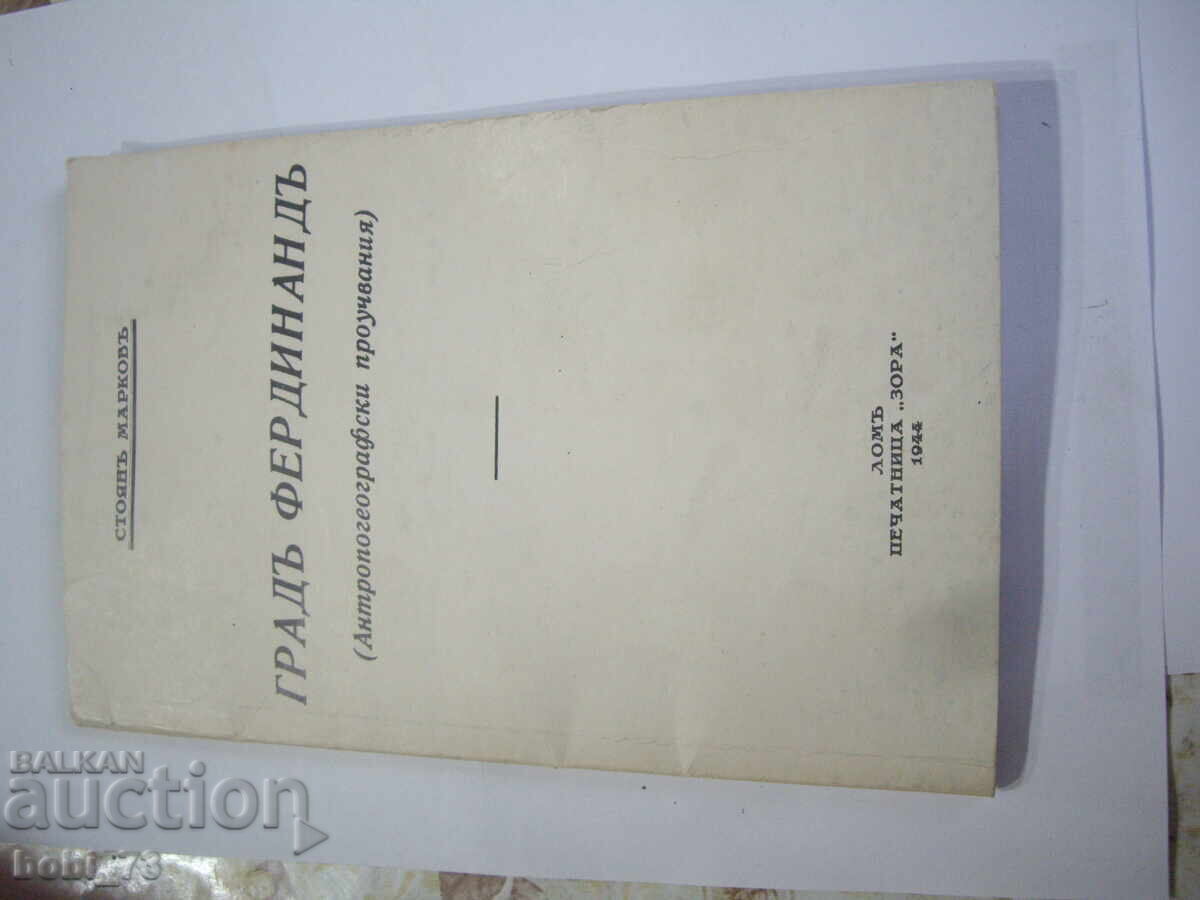 СТОЯНЪ МАРКОВЪ
ГРАДЪ ФЕРДИНАНДЪ
(Антропогеографски проучвания)
ЛОМЪ
ПЕЧАТНИЦА „ЗОРА“
1944
BALKAN
auction
bobi_73